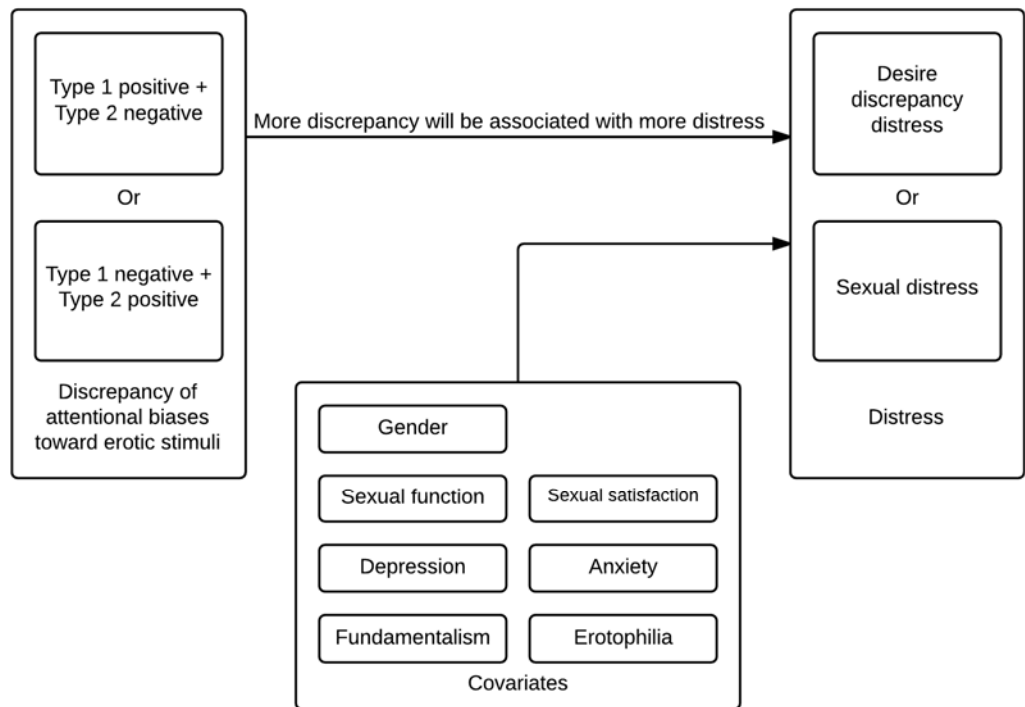 Type 1 positive +
Type 2 negative
Or
Type 1 negative +
Type 2 positive
Discrepancy of
attentional biases
toward erotic stimuli
More discrepancy will be associated with more distress
Desire
discrepancy
distress
Or
Sexual distress
Distress
Gender
Sexual function
Sexual satisfaction
Depression
Anxiety
Fundamentalism
Erotophilia
Covariates